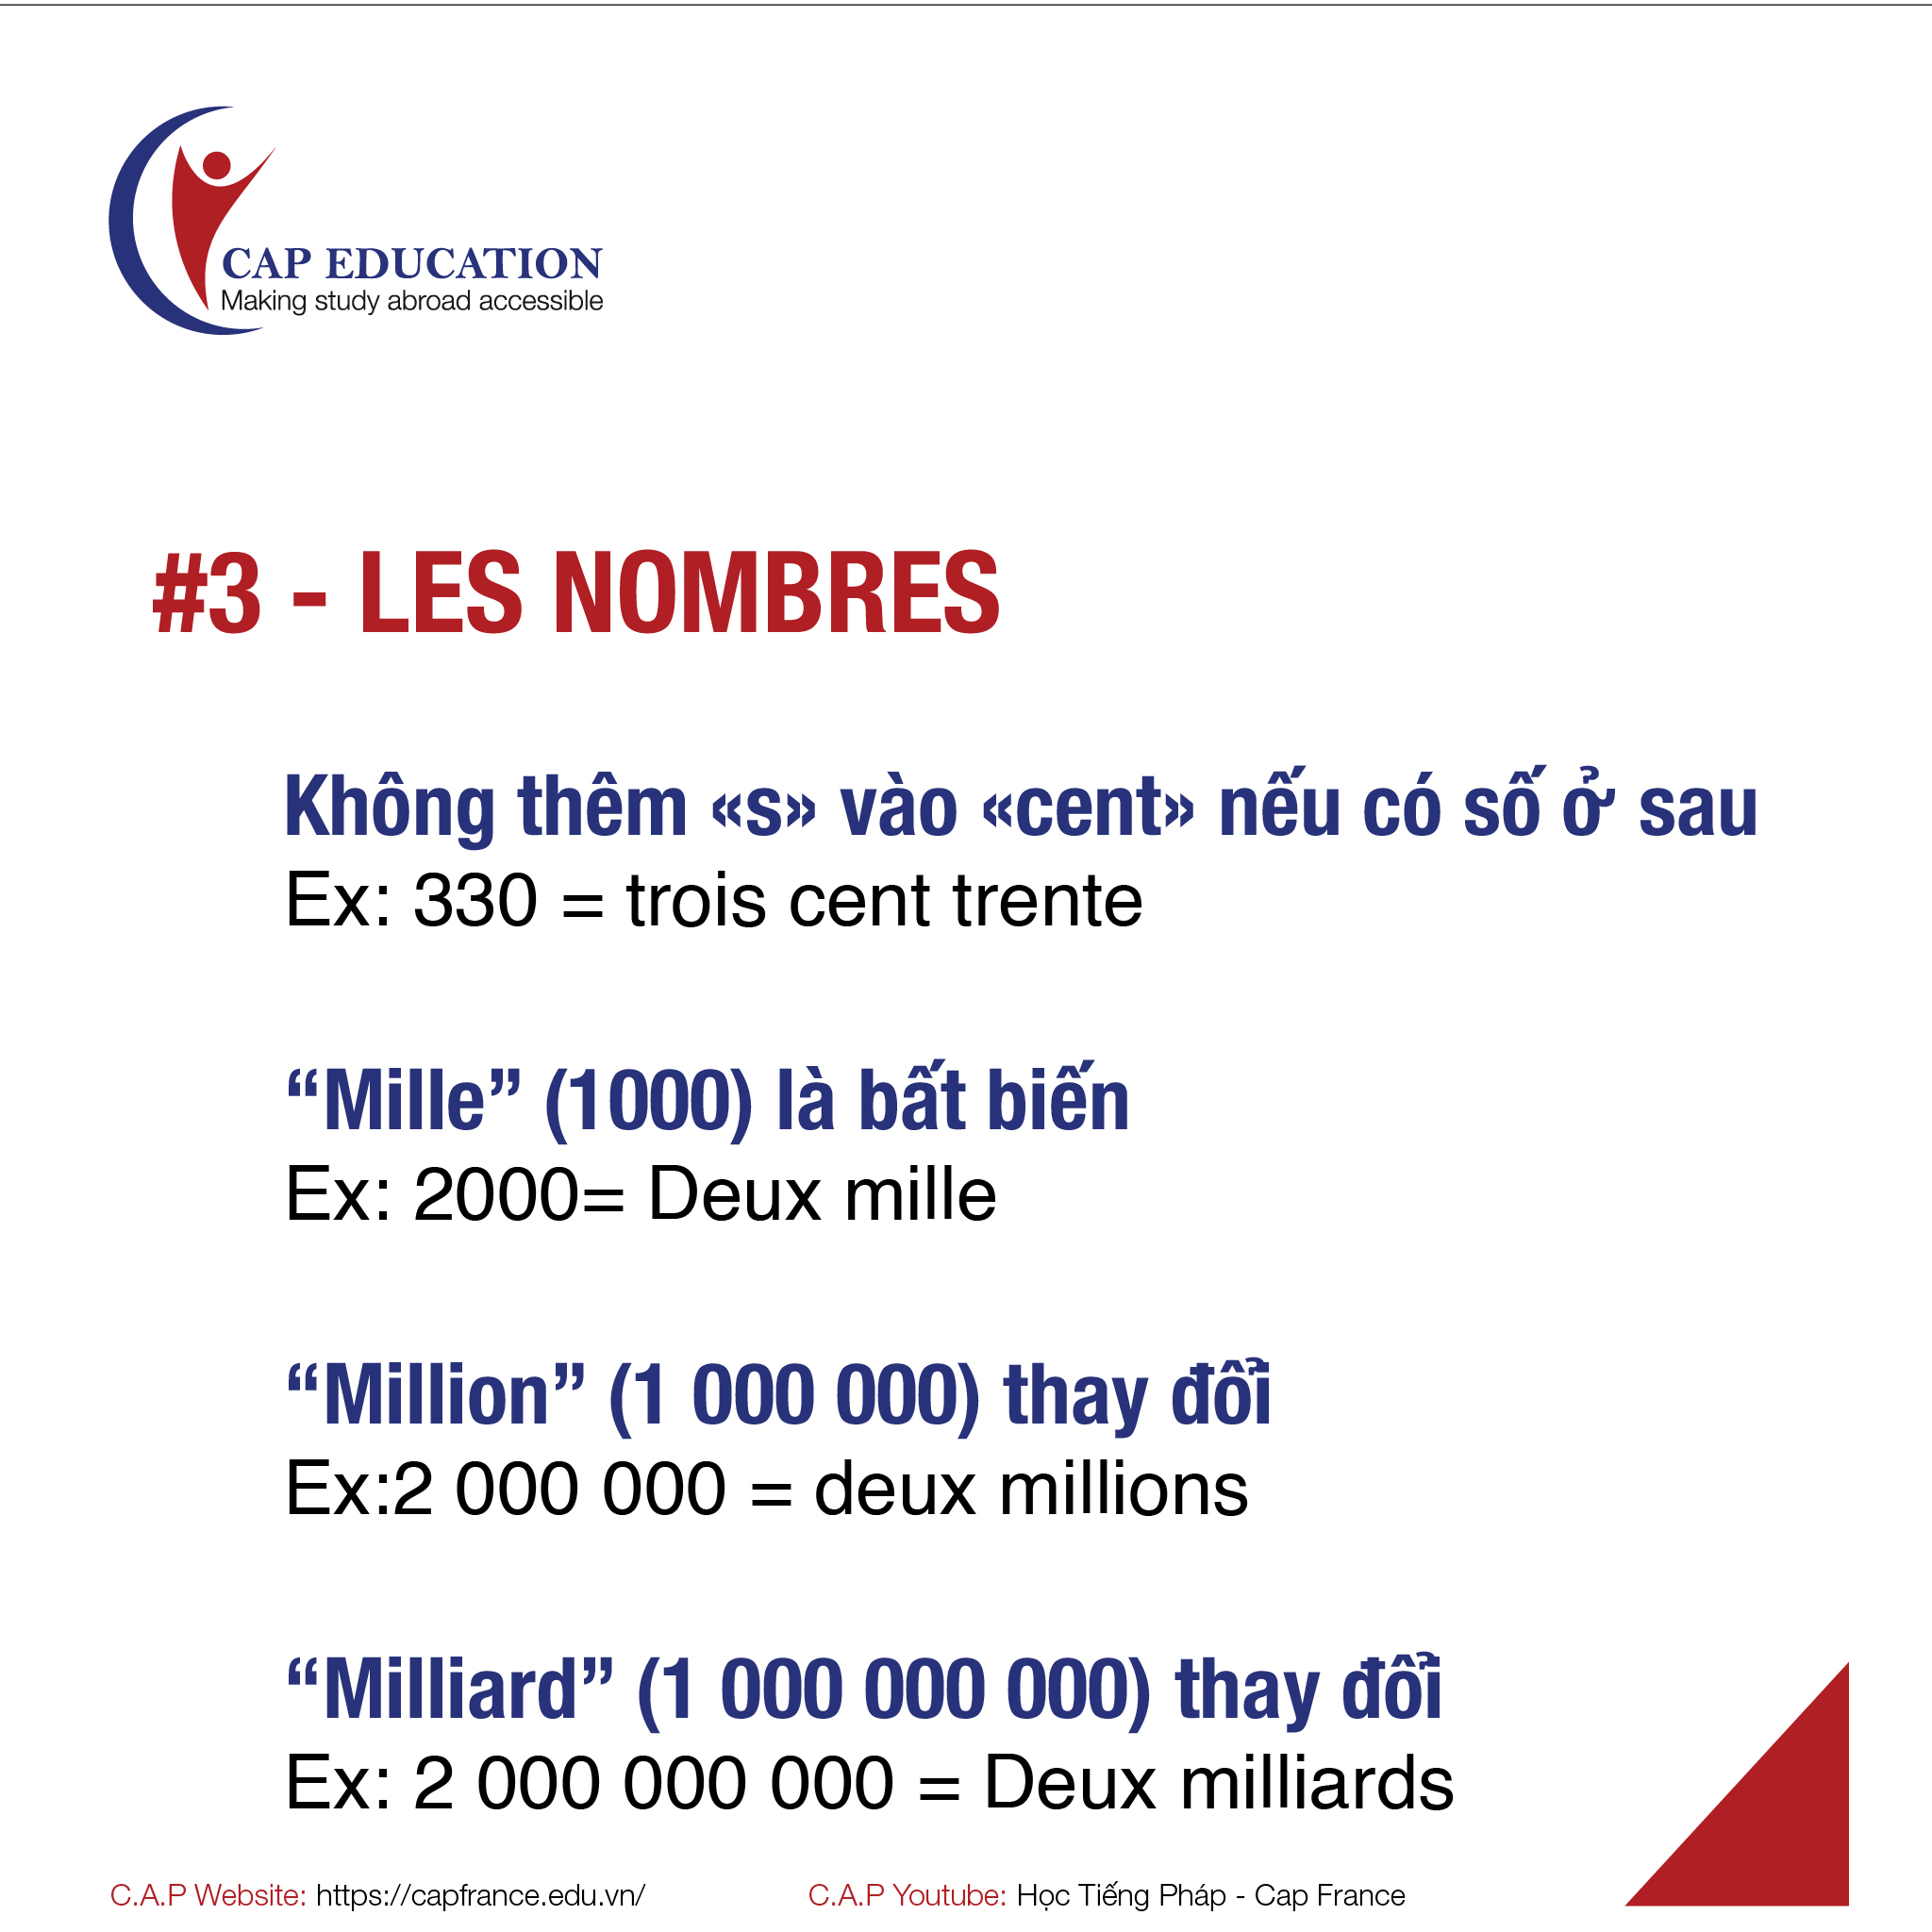 CAP EDUCATION
Making study abroad accessible
#3 - LES NOMBRES
Không thêm «s» vào «cent» nếu có số ở sau
Ex: 330 = trois cent trente
“Mille” (1000) là bất biến
Ex: 2000= Deux mille
“Million” (1 000 000) thay đổi
Ex:2 000 000 = deux millions
“Milliard” (1 000 000 000) thay đổi
Ex: 2 000 000 000 = Deux milliards
C.A.P Website: https://capfrance.edu.vn/ C.A.P Youtube: Học Tiếng Pháp - Cap France